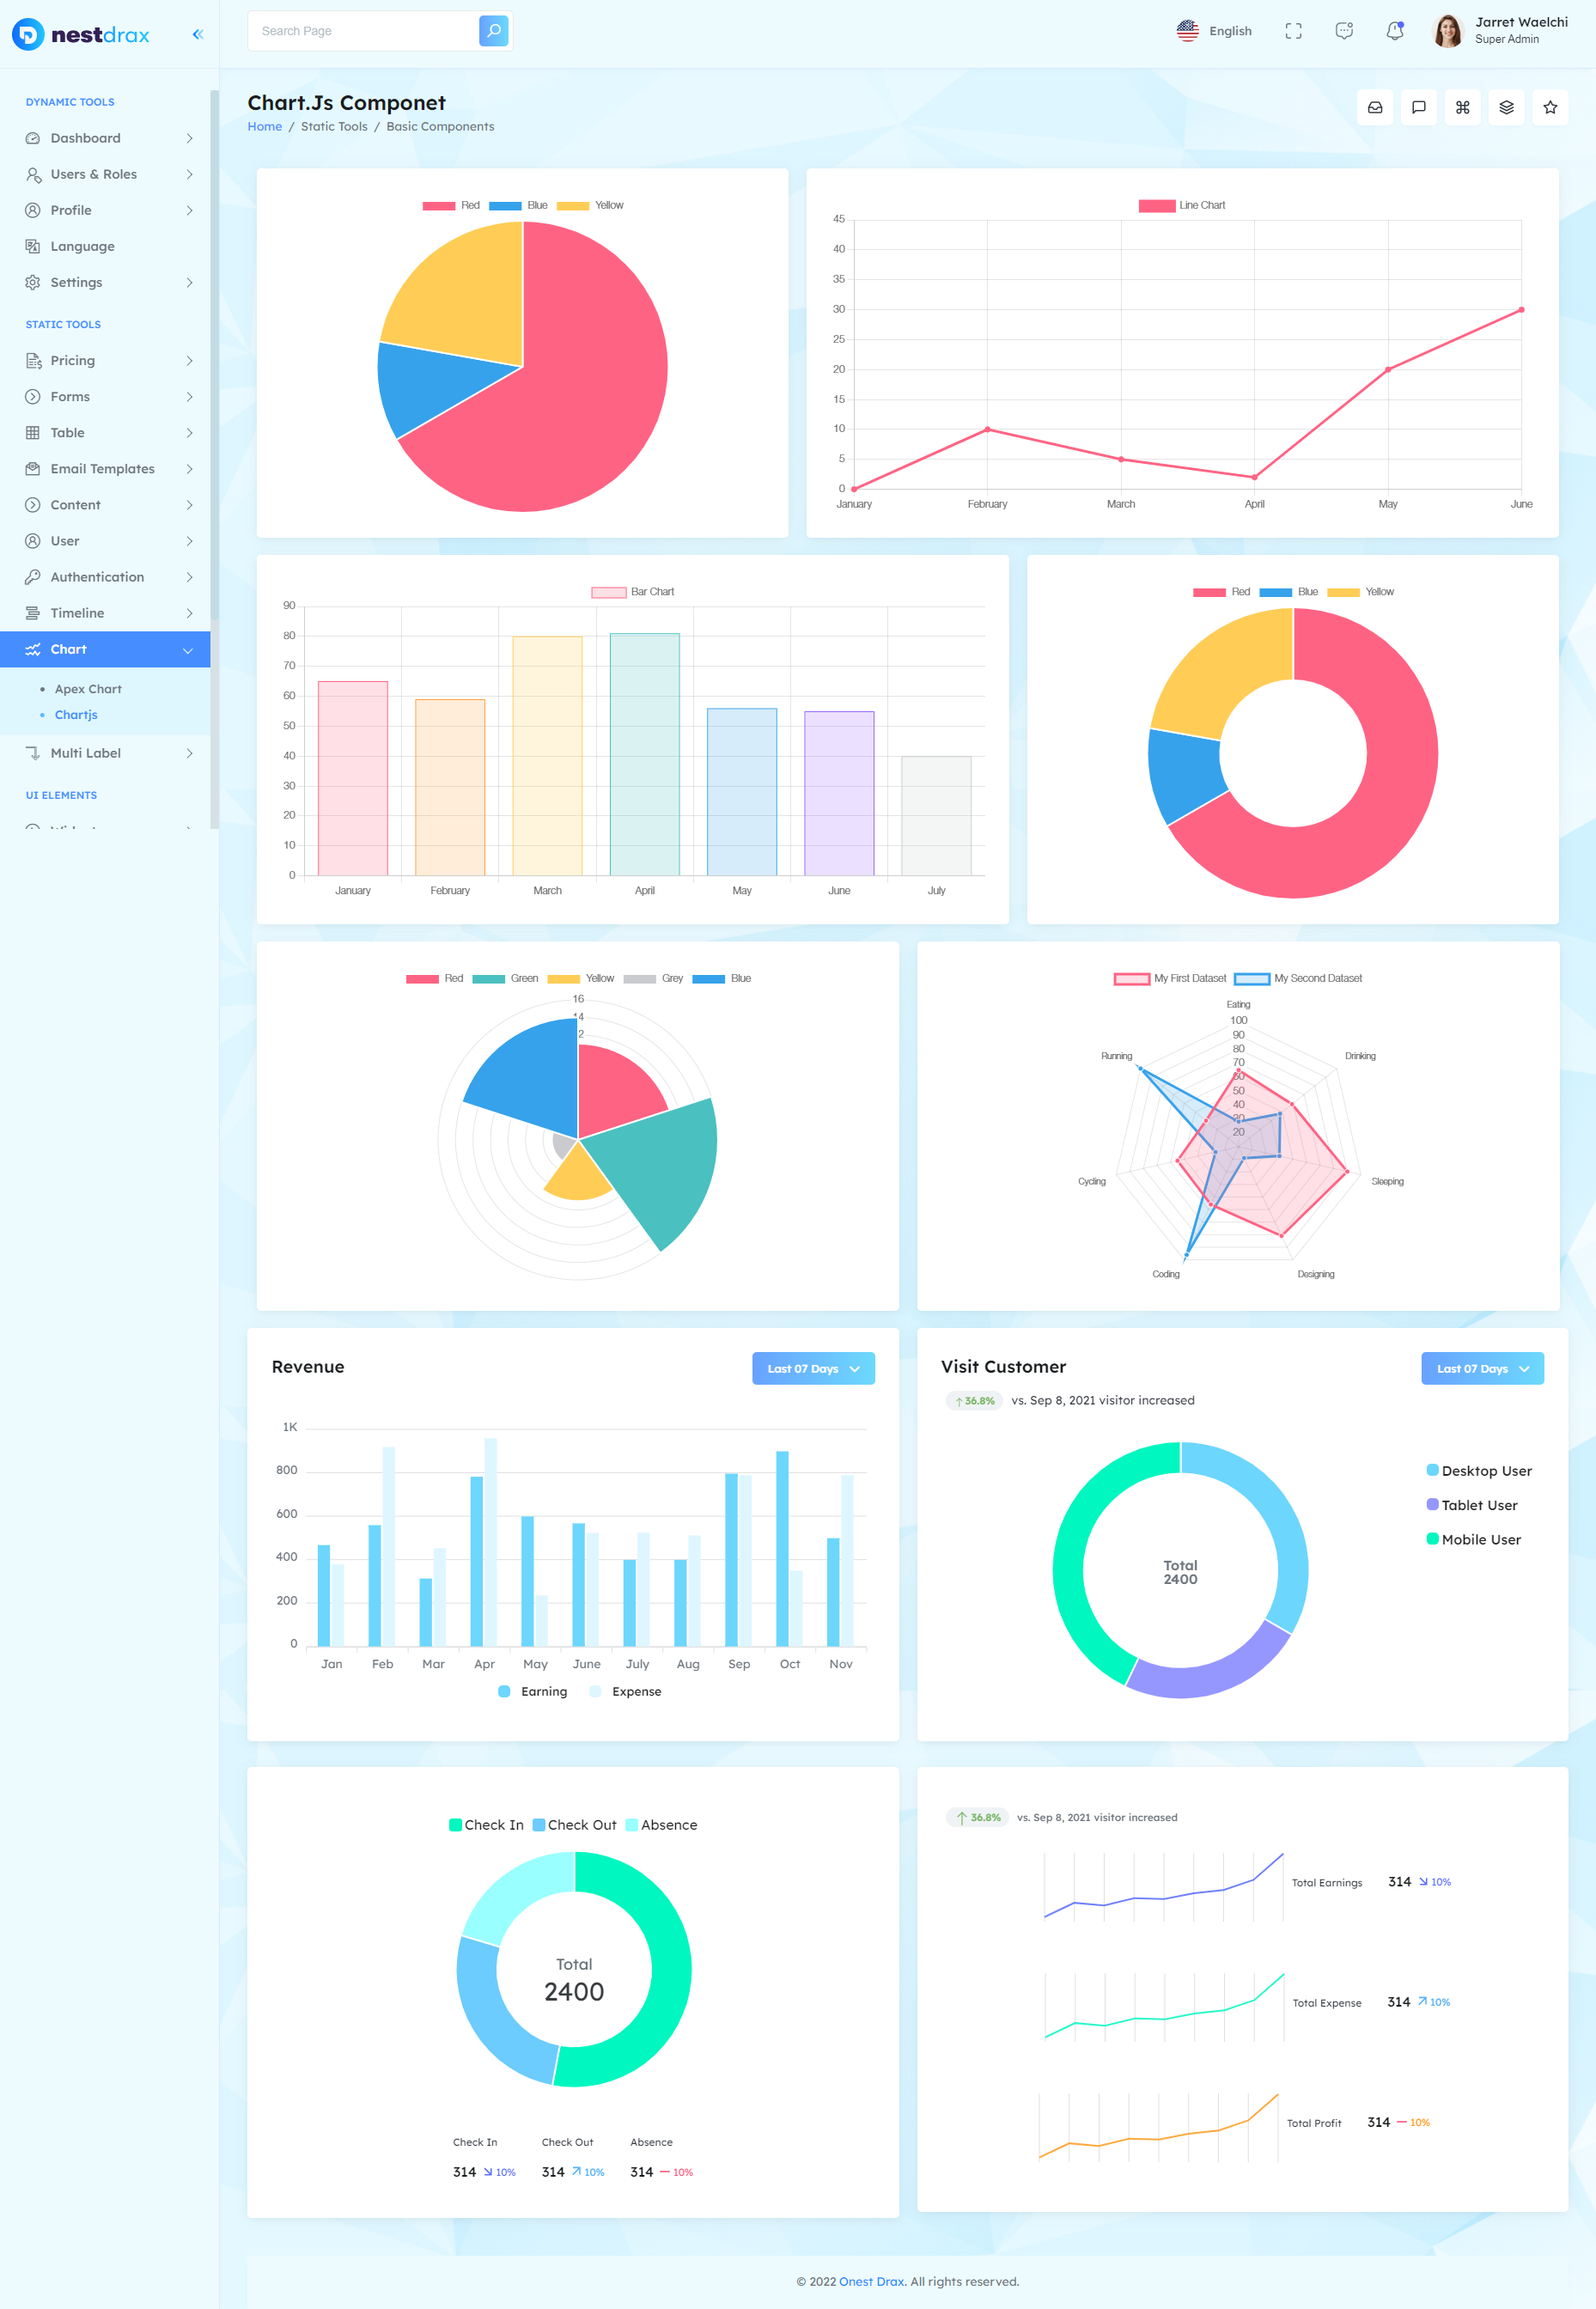 nestdrax
Search Page
English
Jarret Waelchi
Super Admin
DYNAMIC TOOLS
Dashboard
Users & Roles
Profile
Language
Settings
STATIC TOOLS
Pricing
Forms
Table
Email Templates
Content
User
Authentication
Timeline
Chart
Apex Chart
Chartjs
Multi Label
UI ELEMENTS
Chart.Js Componet
Home / Static Tools / Basic Components
Red Blue Yellow
Line Chart
45
40
35
30
25
20
15
10
5
0
January February March April May June
Bar Chart
90
80
70
60
50
40
30
20
10
0
January February March April May June July
Red Blue Yellow
Red Green Yellow Grey Blue
16
14
2
My First Dataset My Second Dataset
Eating
100
90
80
70
60
50
40
30
20
Running
Drinking
Cycling
Sleeping
Coding
Designing
Revenue
Last 07 Days
1K
800
600
400
200
0
Jan Feb Mar Apr May June July Aug Sep Oct Nov
Earning Expense
Visit Customer
Last 07 Days
36.8% vs. Sep 8, 2021 visitor increased
Desktop User
Tablet User
Mobile User
Total
2400
Check In Check Out Absence
Total
2400
Check In Check Out Absence
314 10% 314 10% 314 10%
36.8% vs. Sep 8, 2021 visitor increased
Total Earnings 314 10%
Total Expense 314 10%
Total Profit 314 10%
© 2022 Onest Drax. All rights reserved.